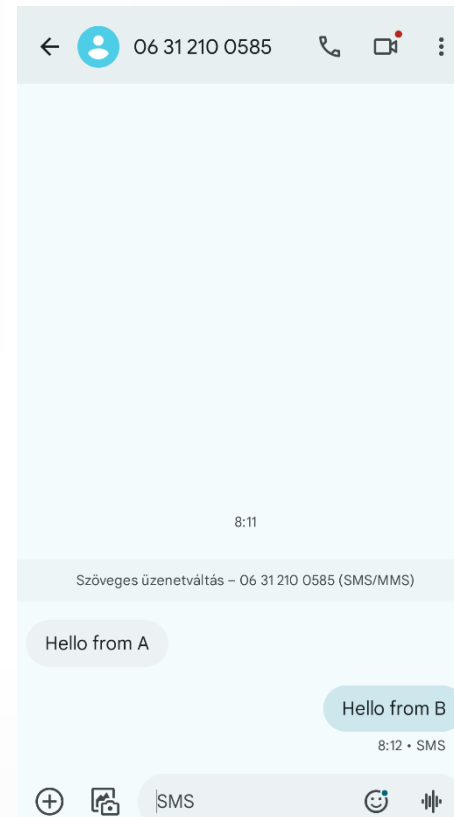 06 31 210 0585
8:11
Szöveges üzenetváltás – 06 31 210 0585 (SMS/MMS)
Hello from A
Hello from B
8:12 • SMS
SMS